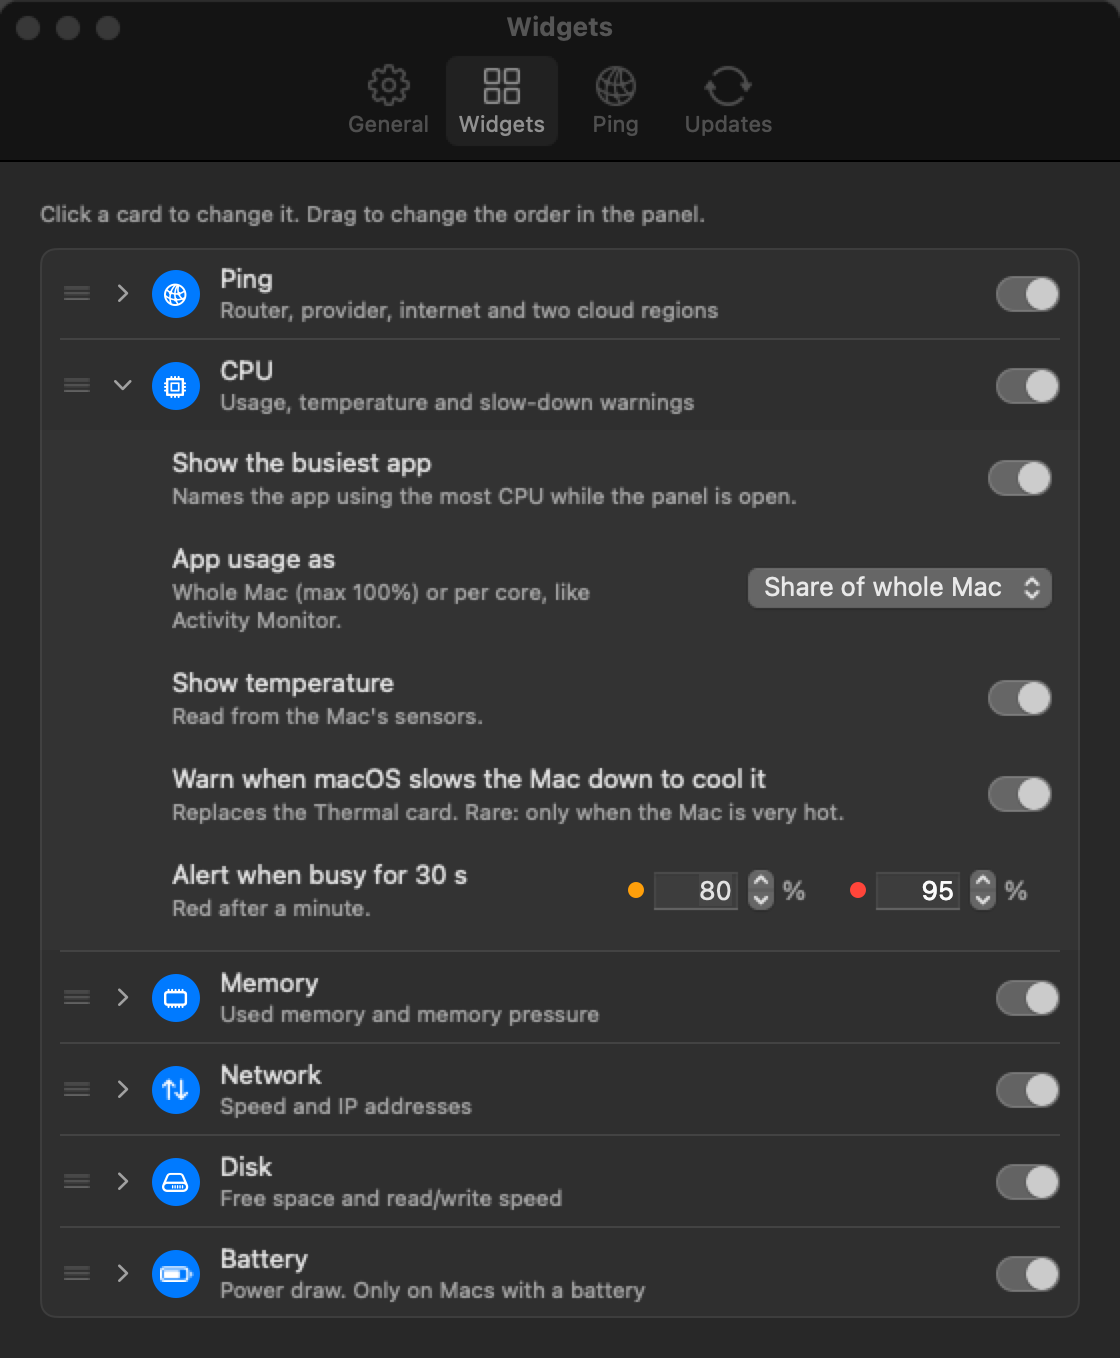 Widgets
General
Widgets
Ping
Updates
Click a card to change it. Drag to change the order in the panel.
Ping
Router, provider, internet and two cloud regions
CPU
Usage, temperature and slow-down warnings
Show the busiest app
Names the app using the most CPU while the panel is open.
App usage as
Whole Mac (max 100%) or per core, like
Activity Monitor.
Share of whole Mac
Show temperature
Read from the Mac's sensors.
Warn when macOS slows the Mac down to cool it
Replaces the Thermal card. Rare: only when the Mac is very hot.
Alert when busy for 30 s
Red after a minute.
80 %
95 %
Memory
Used memory and memory pressure
Network
Speed and IP addresses
Disk
Free space and read/write speed
Battery
Power draw. Only on Macs with a battery